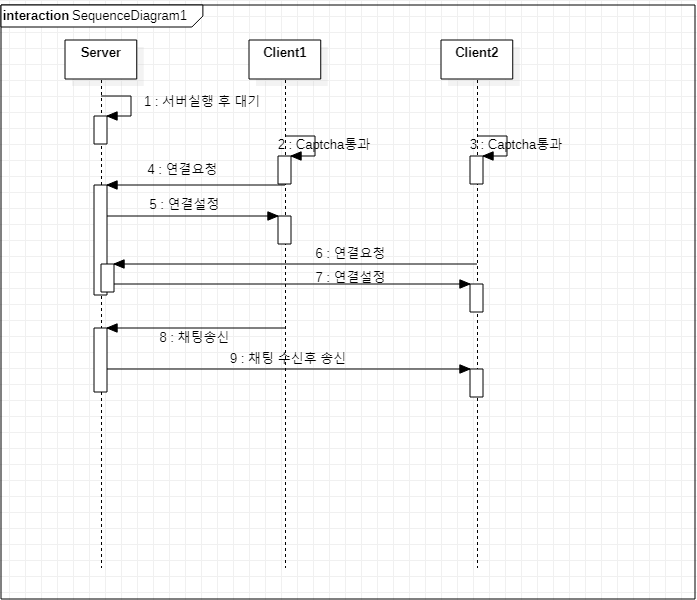 interaction SequenceDiagram1
Server
Client1
Client2
1 : 서버실행 후 대기
2 : Captcha통과
3 : Captcha통과
4 : 연결요청
5 : 연결설정
6 : 연결요청
7 : 연결설정
8 : 채팅송신
9 : 채팅 수신후 송신